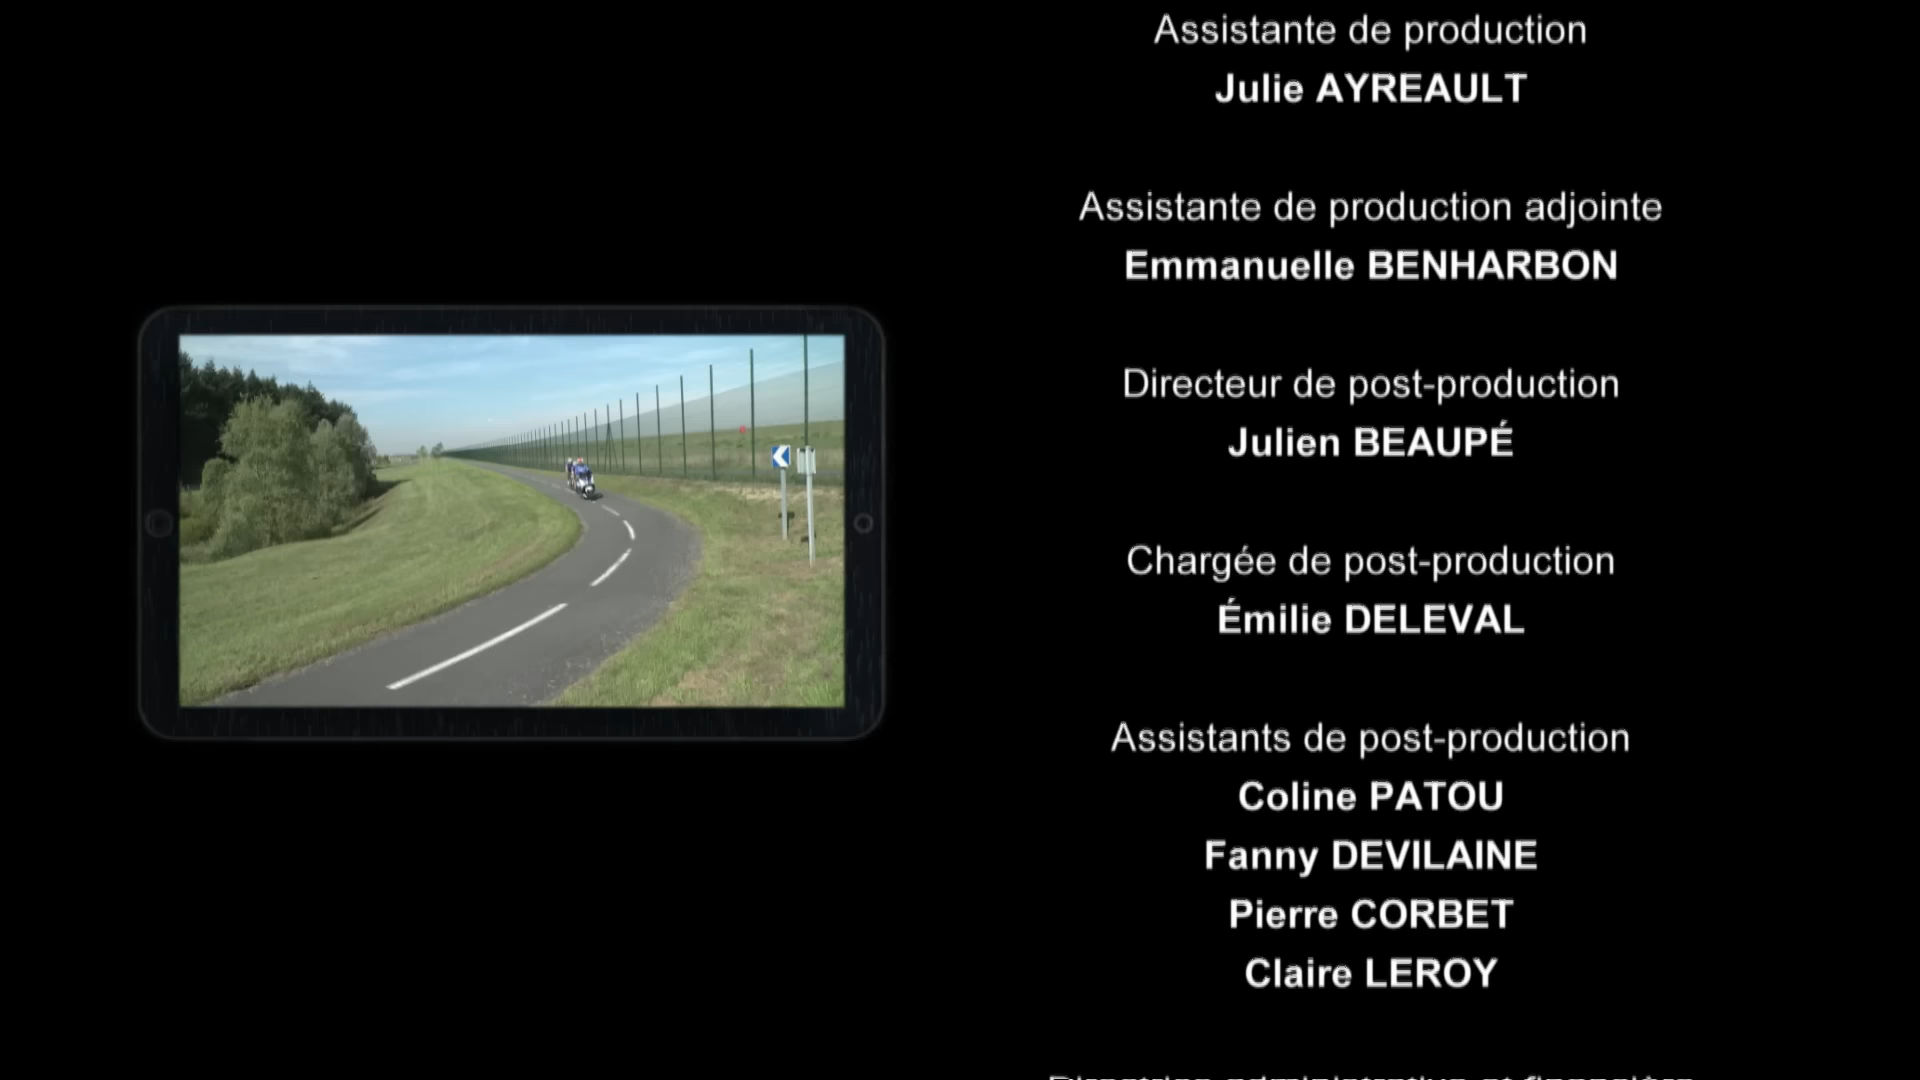 Assistante de production
Julie AYREAULT
Assistante de production adjointe
Emmanuelle BENHARBON
Directeur de post-production
Julien BEAUPÉ
Chargée de post-production
Émilie DELEVAL
Assistants de post-production
Coline PATOU
Fanny DEVILAINE
Pierre CORBET
Claire LEROY